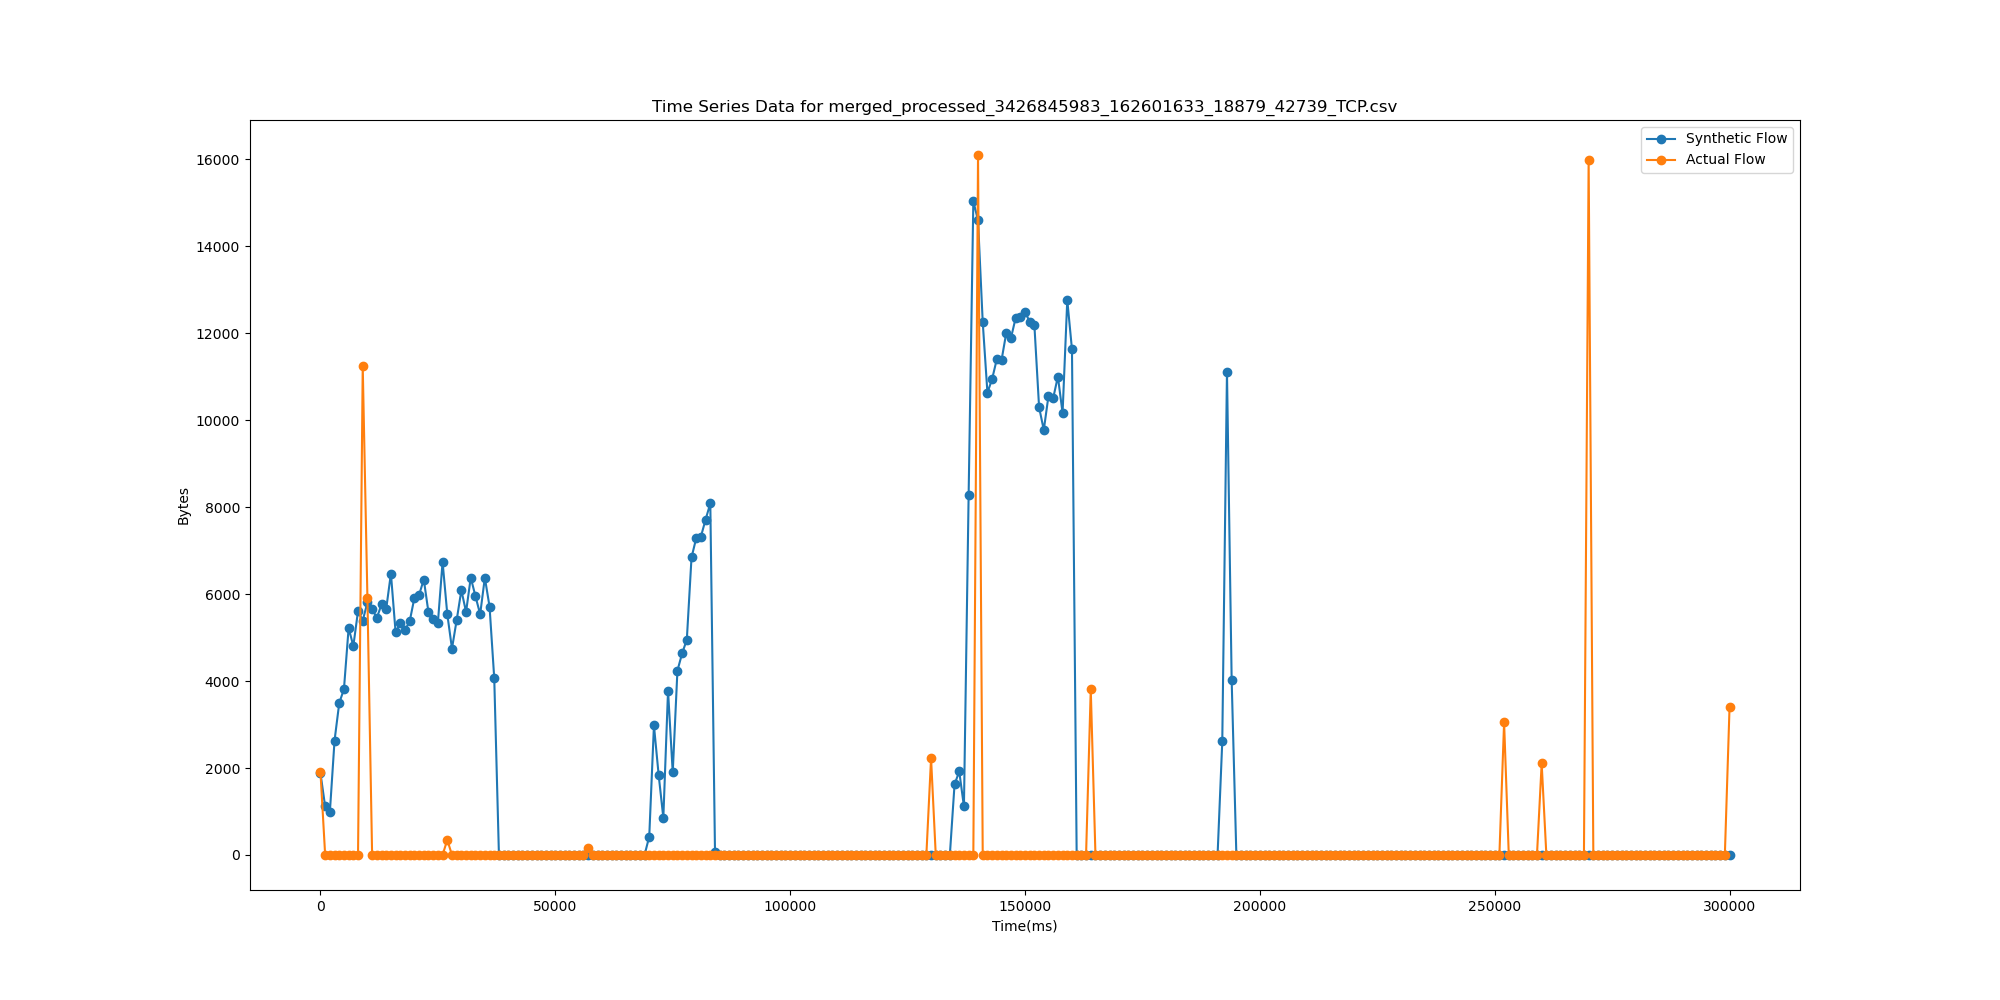 Time Series Data for merged_processed_3426845983_162601633_18879_42739_TCP.csv
Synthetic Flow
Actual Flow
16000
14000
12000
10000
8000
6000
4000
2000
0
Bytes
0 50000 100000 150000 200000 250000 300000
Time(ms)